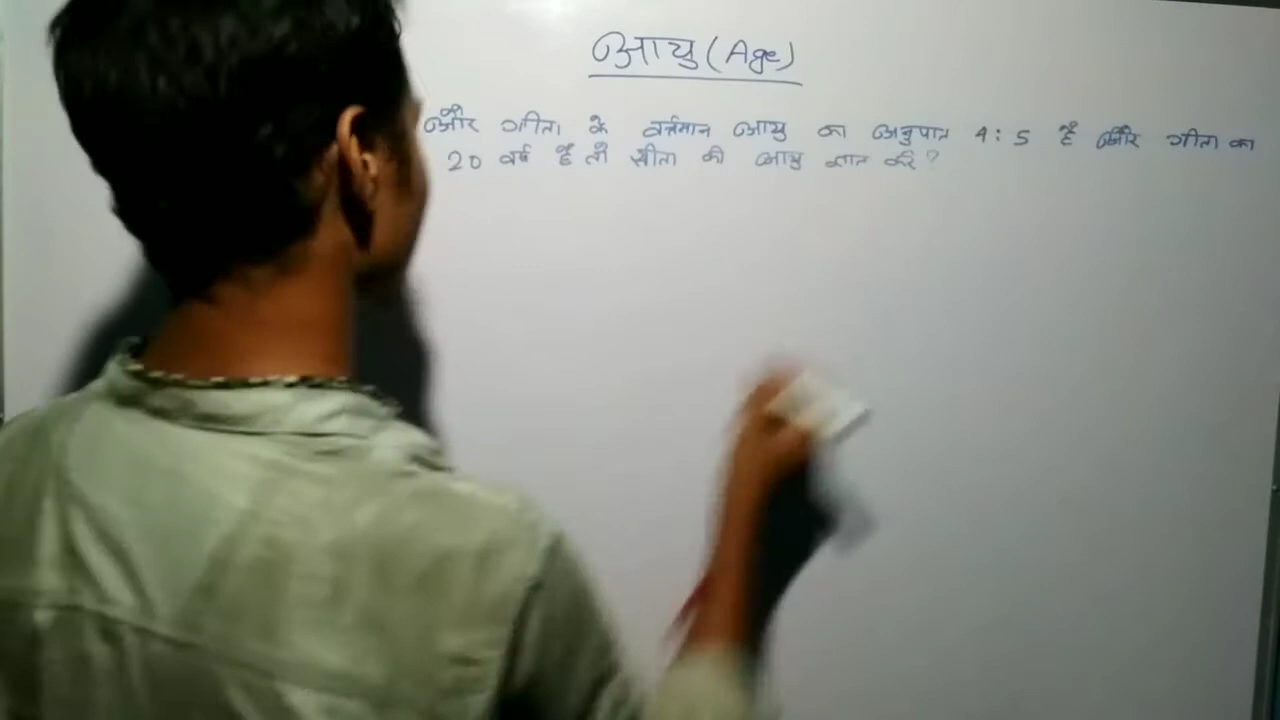 आयु (Age)
और गीता के वर्तमान आयु का अनुपात 4 : 5 है और गीता का
20 वर्ष है तो सीता की आयु ज्ञात करे ?